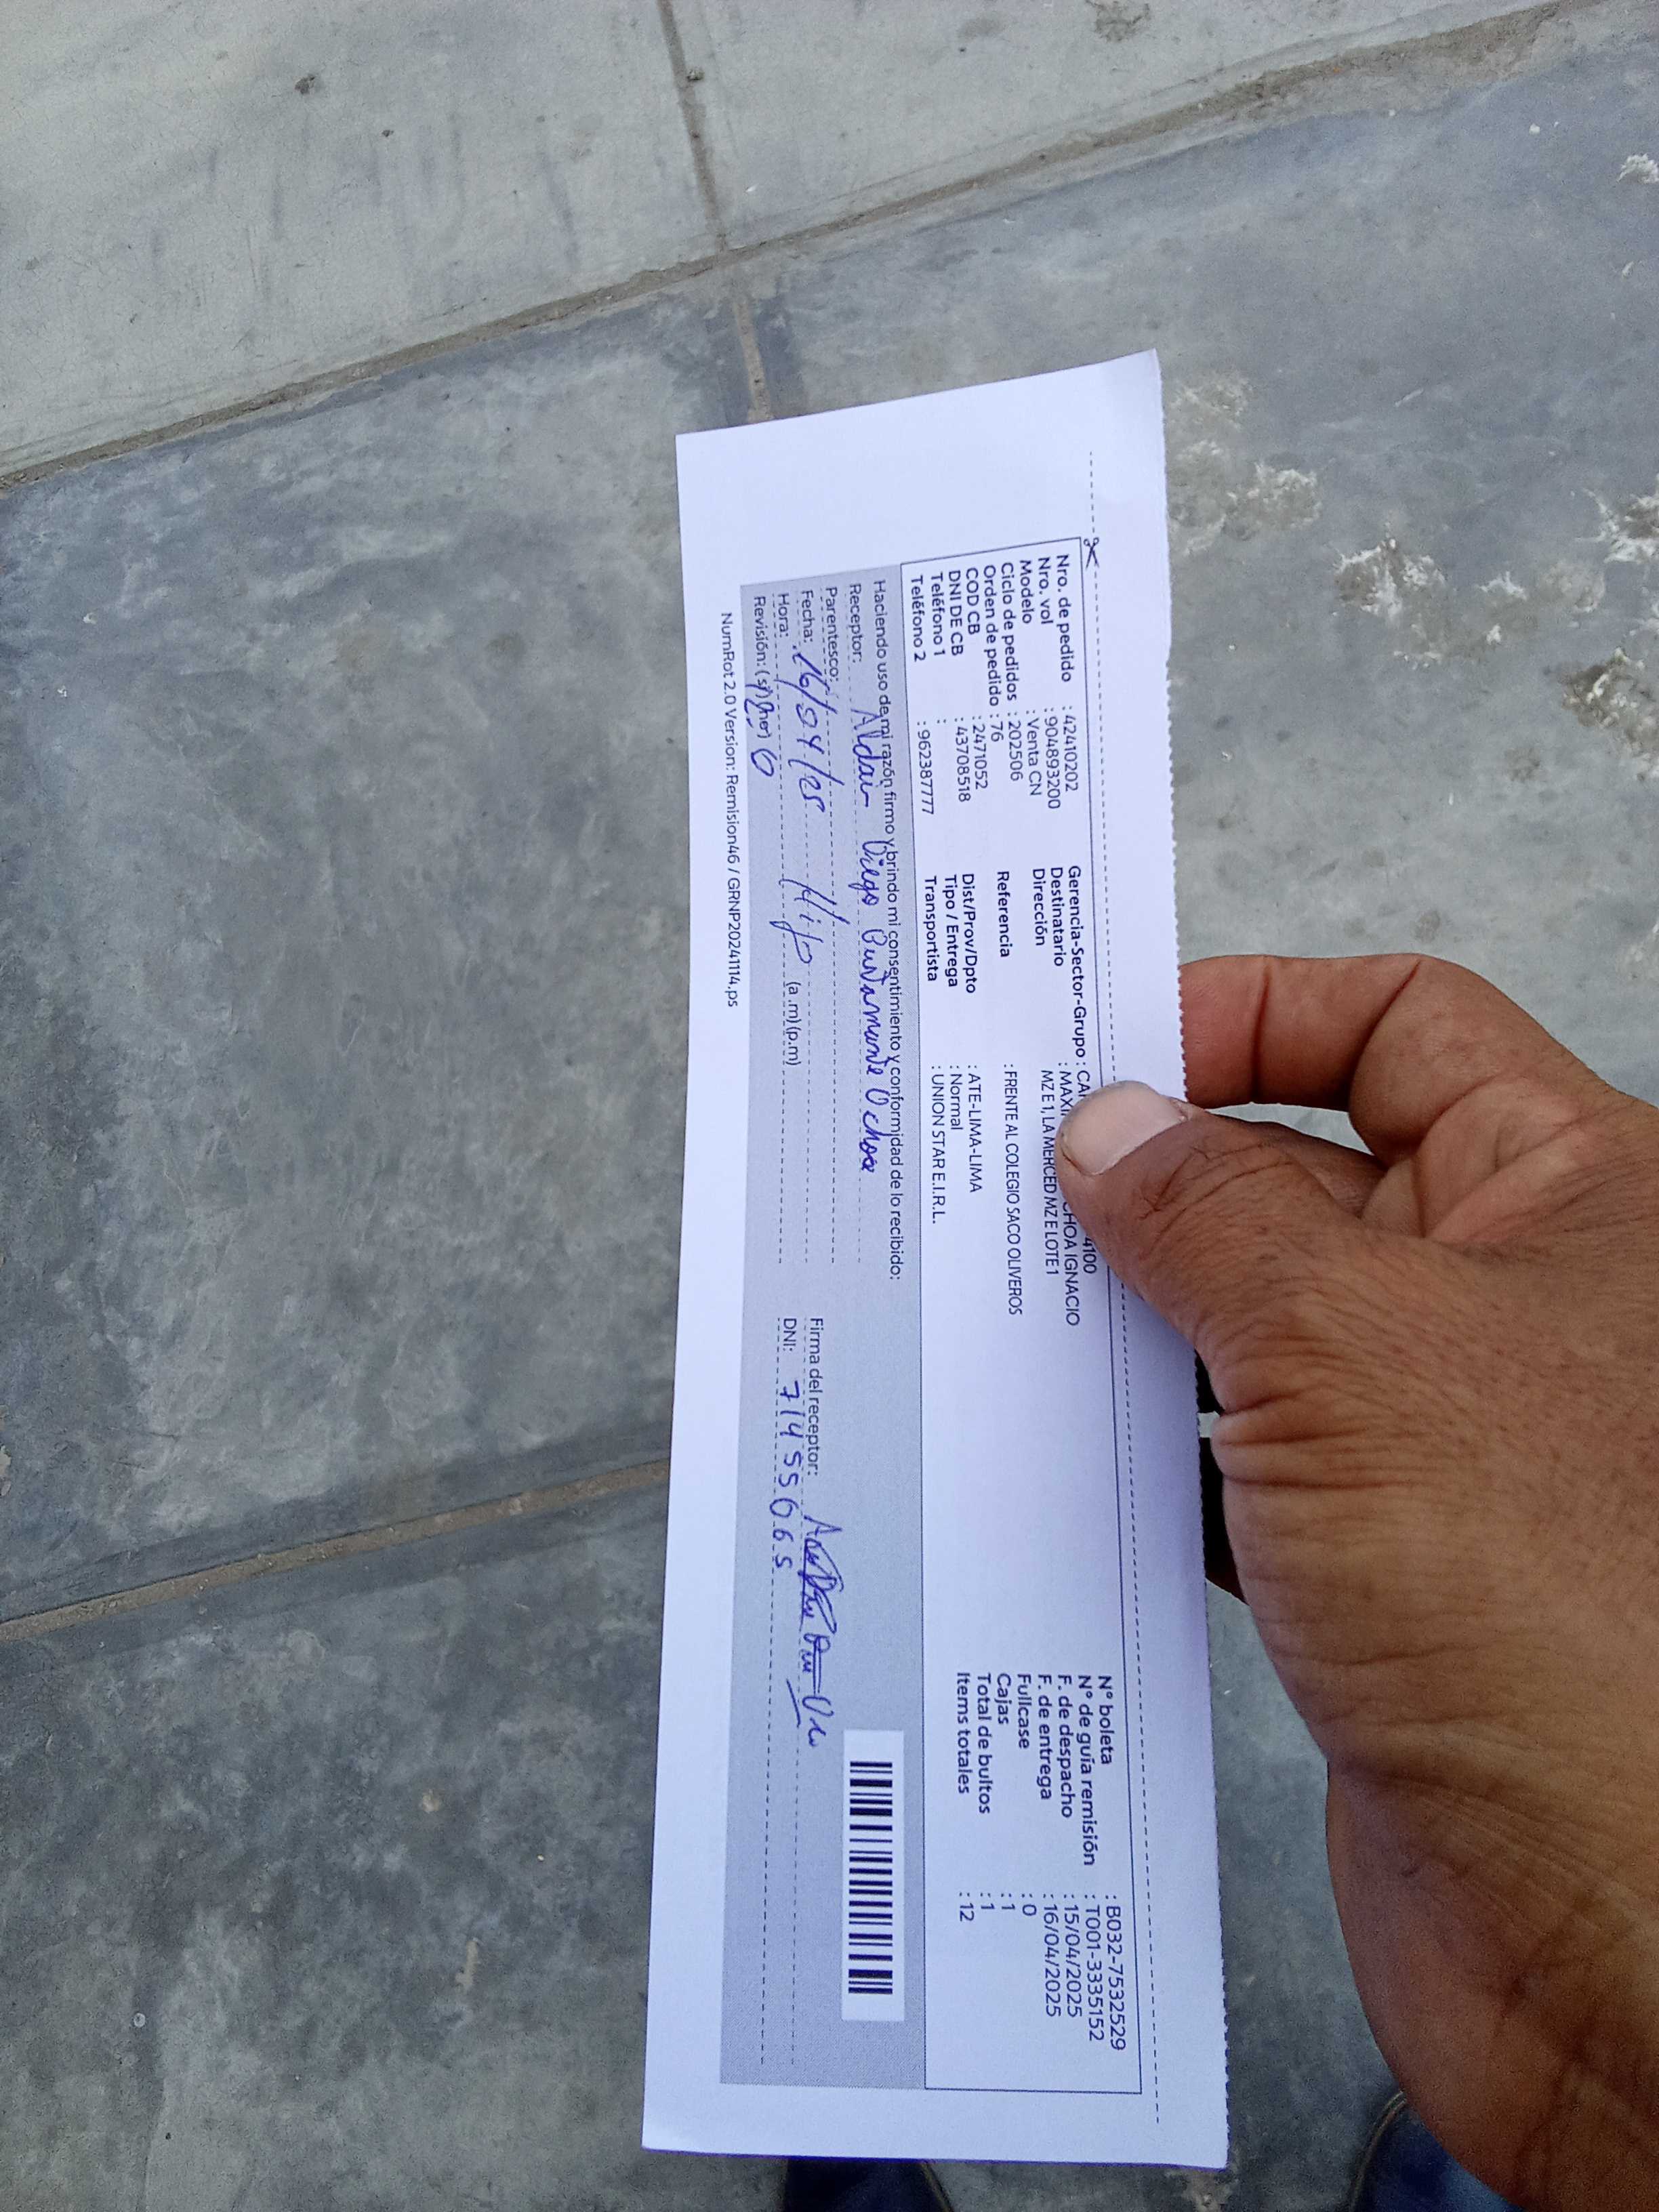 Nro. de pedido : 42410202
Nro. vol : 904893200
Modelo : Venta CN
Ciclo de pedidos : 202506
Orden de pedido : 76
COD CB : 2471052
DNI DE CB : 43708518
Teléfono 1 :
Teléfono 2 : 962387777
Gerencia-Sector-Grupo : 4100
Destinatario : IGNACIO
Dirección MZ E 1, LA MERCED MZ E LOTE 1
Referencia : FRENTE AL COLEGIO SACO OLIVEROS
Dist/Prov/Dpto : ATE-LIMA-LIMA
Tipo / Entrega : Normal
Transportista : UNION STAR E.I.R.L.
N° boleta : B032-7532529
N° de guía remisión : T001-3335152
F. de despacho : 15/04/2025
F. de entrega : 16/04/2025
Fullcase : 0
Cajas : 1
Total de bultos : 1
Items totales : 12
Haciendo uso de mi razón firmo y brindo mi consentimiento y conformidad de lo recibido:
Receptor: Aldair Diego Bustamante Ochoa
Parentesco: Hijo
Fecha: 16/04/25
Hora: (a.m) (p.m)
Revisión: (si) (no)
Firma del receptor:
DNI: 71455065
NumRot 2.0 Version: Remision46 / GRNP20241114.ps